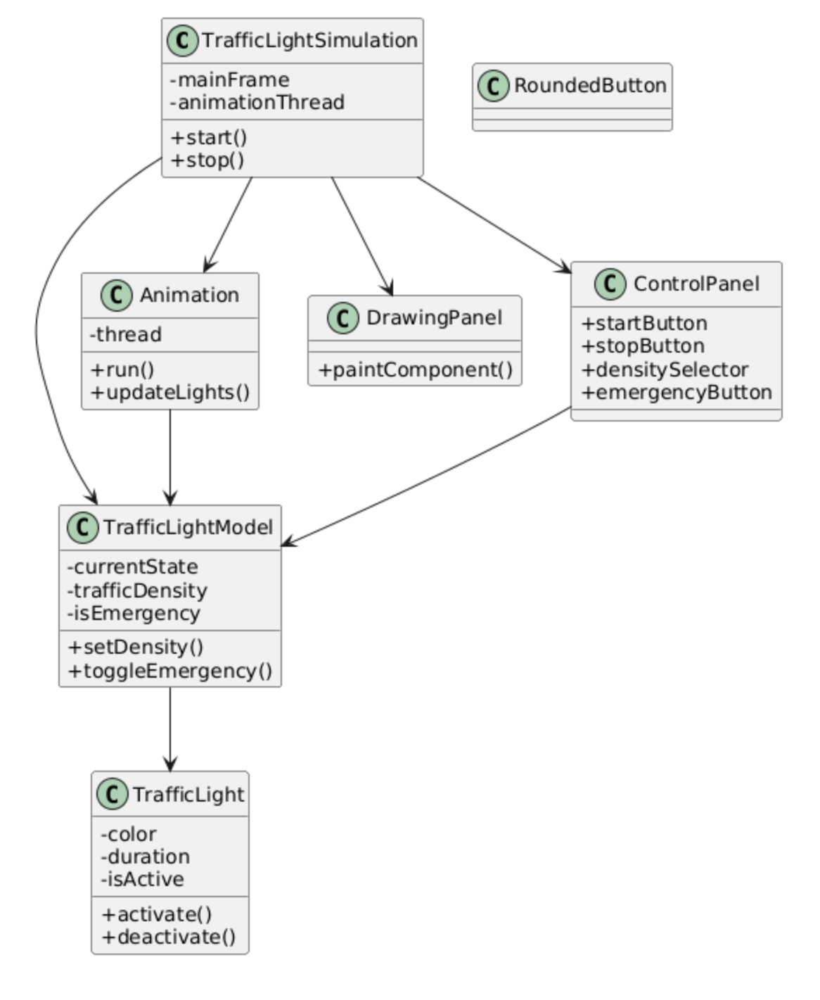 C TrafficLightSimulation
-mainFrame
-animationThread
+start()
+stop()
C RoundedButton
C Animation
-thread
+run()
+updateLights()
C DrawingPanel
+paintComponent()
C ControlPanel
+startButton
+stopButton
+densitySelector
+emergencyButton
C TrafficLightModel
-currentState
-trafficDensity
-isEmergency
+setDensity()
+toggleEmergency()
C TrafficLight
-color
-duration
-isActive
+activate()
+deactivate()